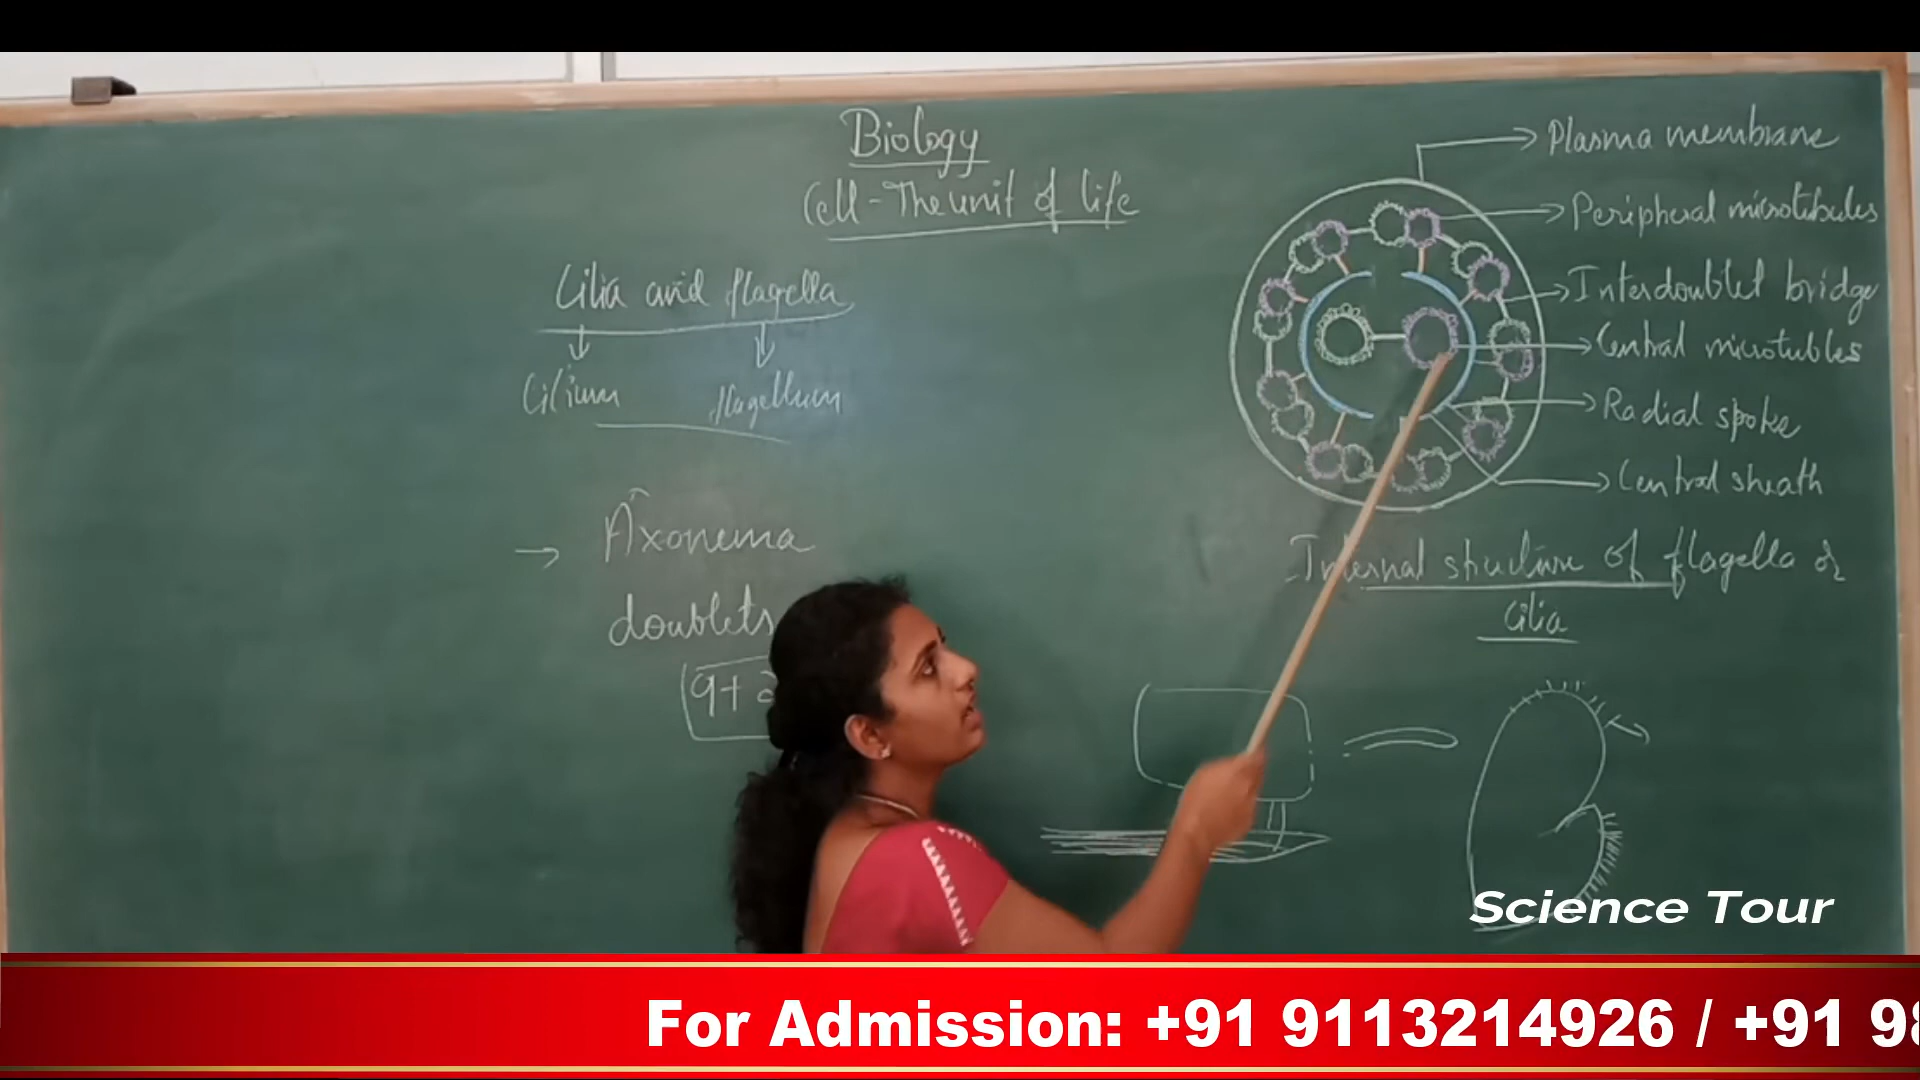 Biology
Cell - The unit of life
Cilia and flagella
Cilium flagellum
Axonema
doublets
9+2
Plasma membrane
Peripheral microtubules
Interdoublet bridge
Central microtubles
Radial spoke
Central sheath
Internal structure of flagella or
cilia
Science Tour
For Admission: +91 9113214926 / +91 98